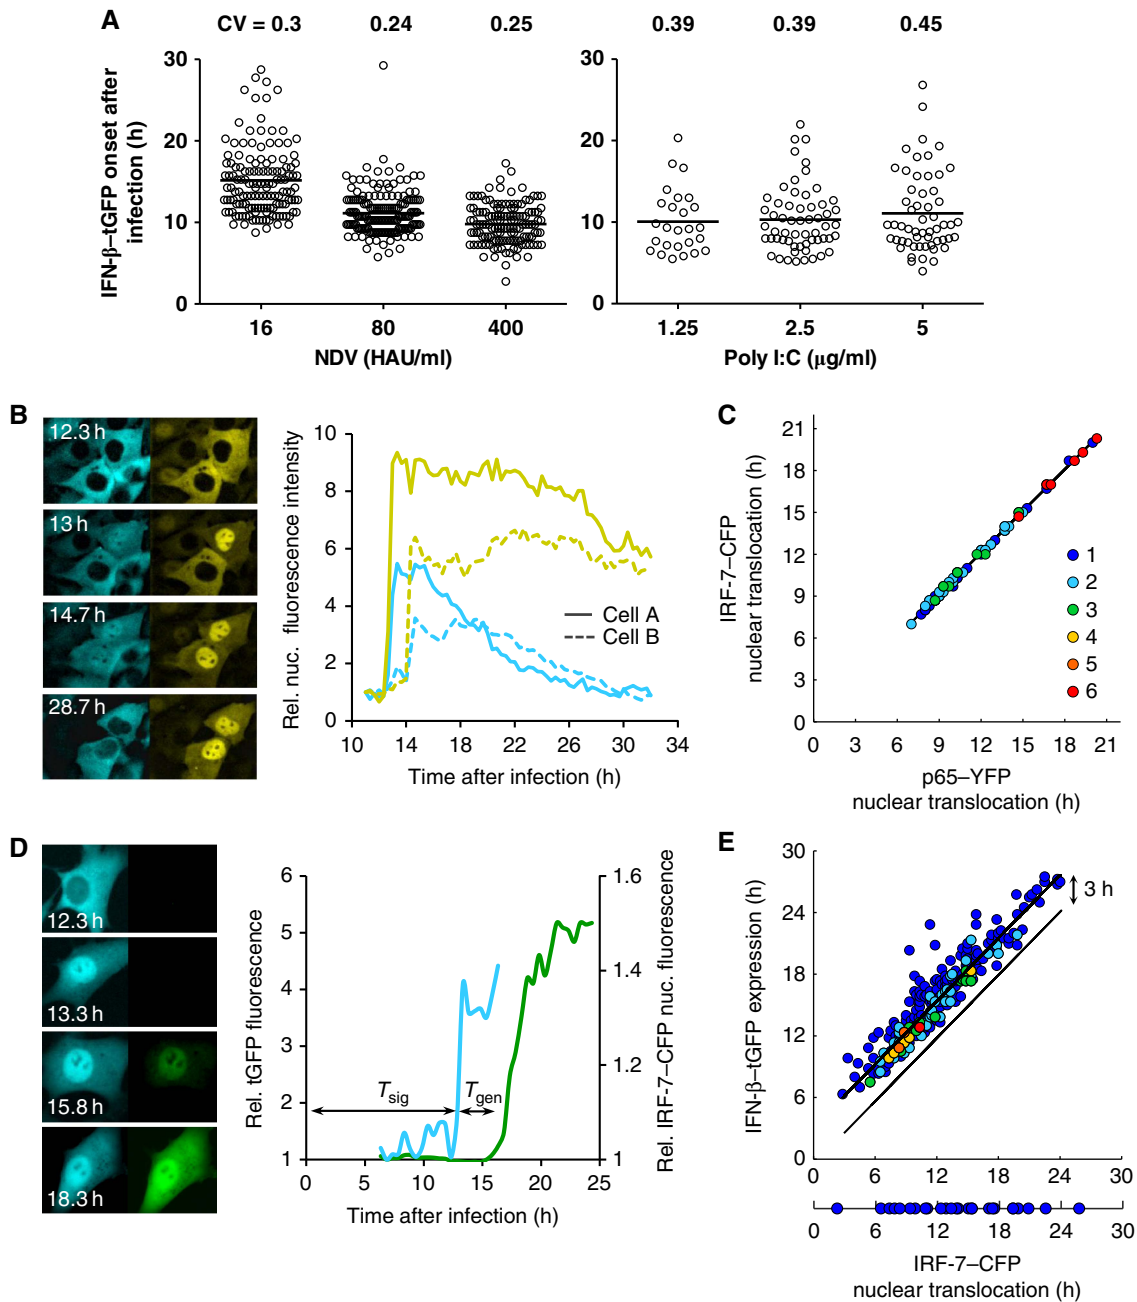 A
CV = 0.3 0.24 0.25 0.39 0.39 0.45
IFN-β–tGFP onset after
infection (h)
30
20
10
0
30
20
10
0
16 80 400
NDV (HAU/ml)
1.25 2.5 5
Poly I:C (μg/ml)
B
12.3 h
13 h
14.7 h
28.7 h
Rel. nuc. fluorescence intensity
10
8
6
4
2
0
Cell A
Cell B
10 14 18 22 26 30 34
Time after infection (h)
C
IRF-7–CFP
nuclear translocation (h)
21
18
15
12
9
6
3
0
1
2
3
4
5
6
0 3 6 9 12 15 18 21
p65–YFP
nuclear translocation (h)
D
12.3 h
13.3 h
15.8 h
18.3 h
Rel. tGFP fluorescence
6
5
4
3
2
1
Tsig
Tgen
1.6
1.4
1.2
1
Rel. IRF-7–CFP nuc. fluorescence
0 5 10 15 20 25
Time after infection (h)
E
IFN-β–tGFP expression (h)
30
24
18
12
6
0
3 h
0 6 12 18 24 30
0 6 12 18 24 30
IRF-7–CFP
nuclear translocation (h)